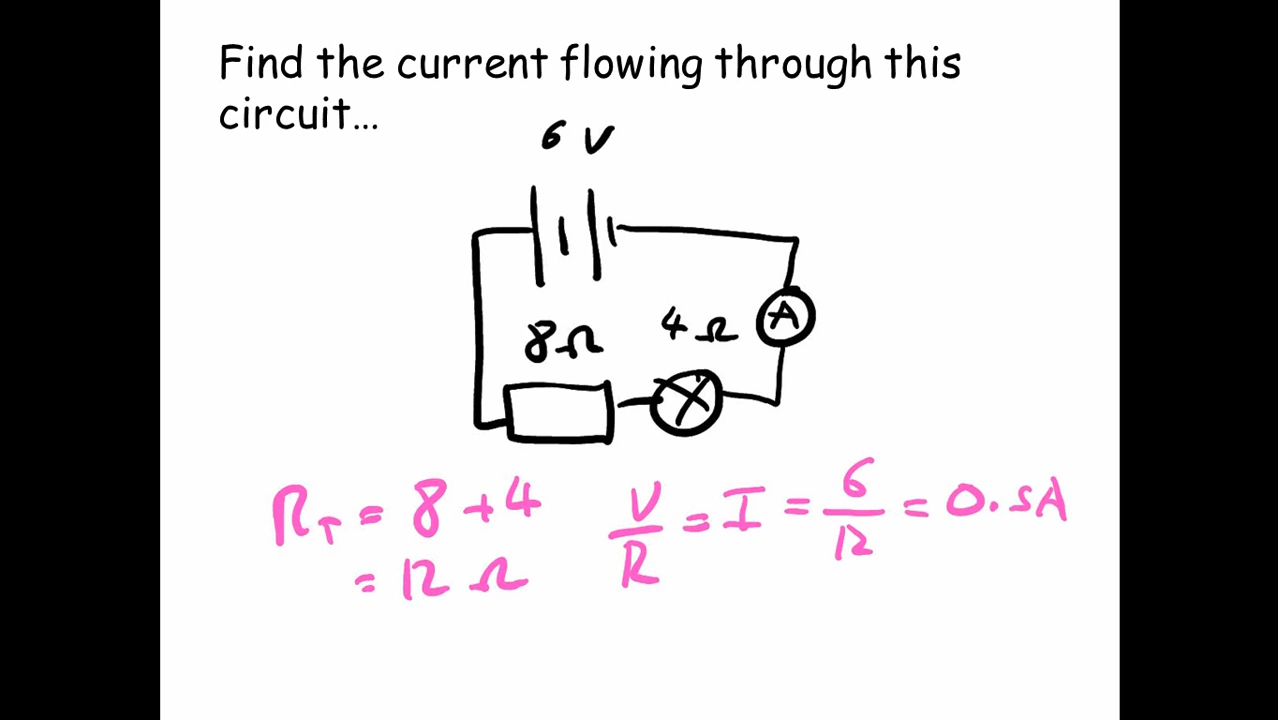 Find the current flowing through this
circuit...
6 V
8Ω
4Ω
A
R_T = 8 + 4
= 12 Ω
V/R = I = 6/12 = 0.5A